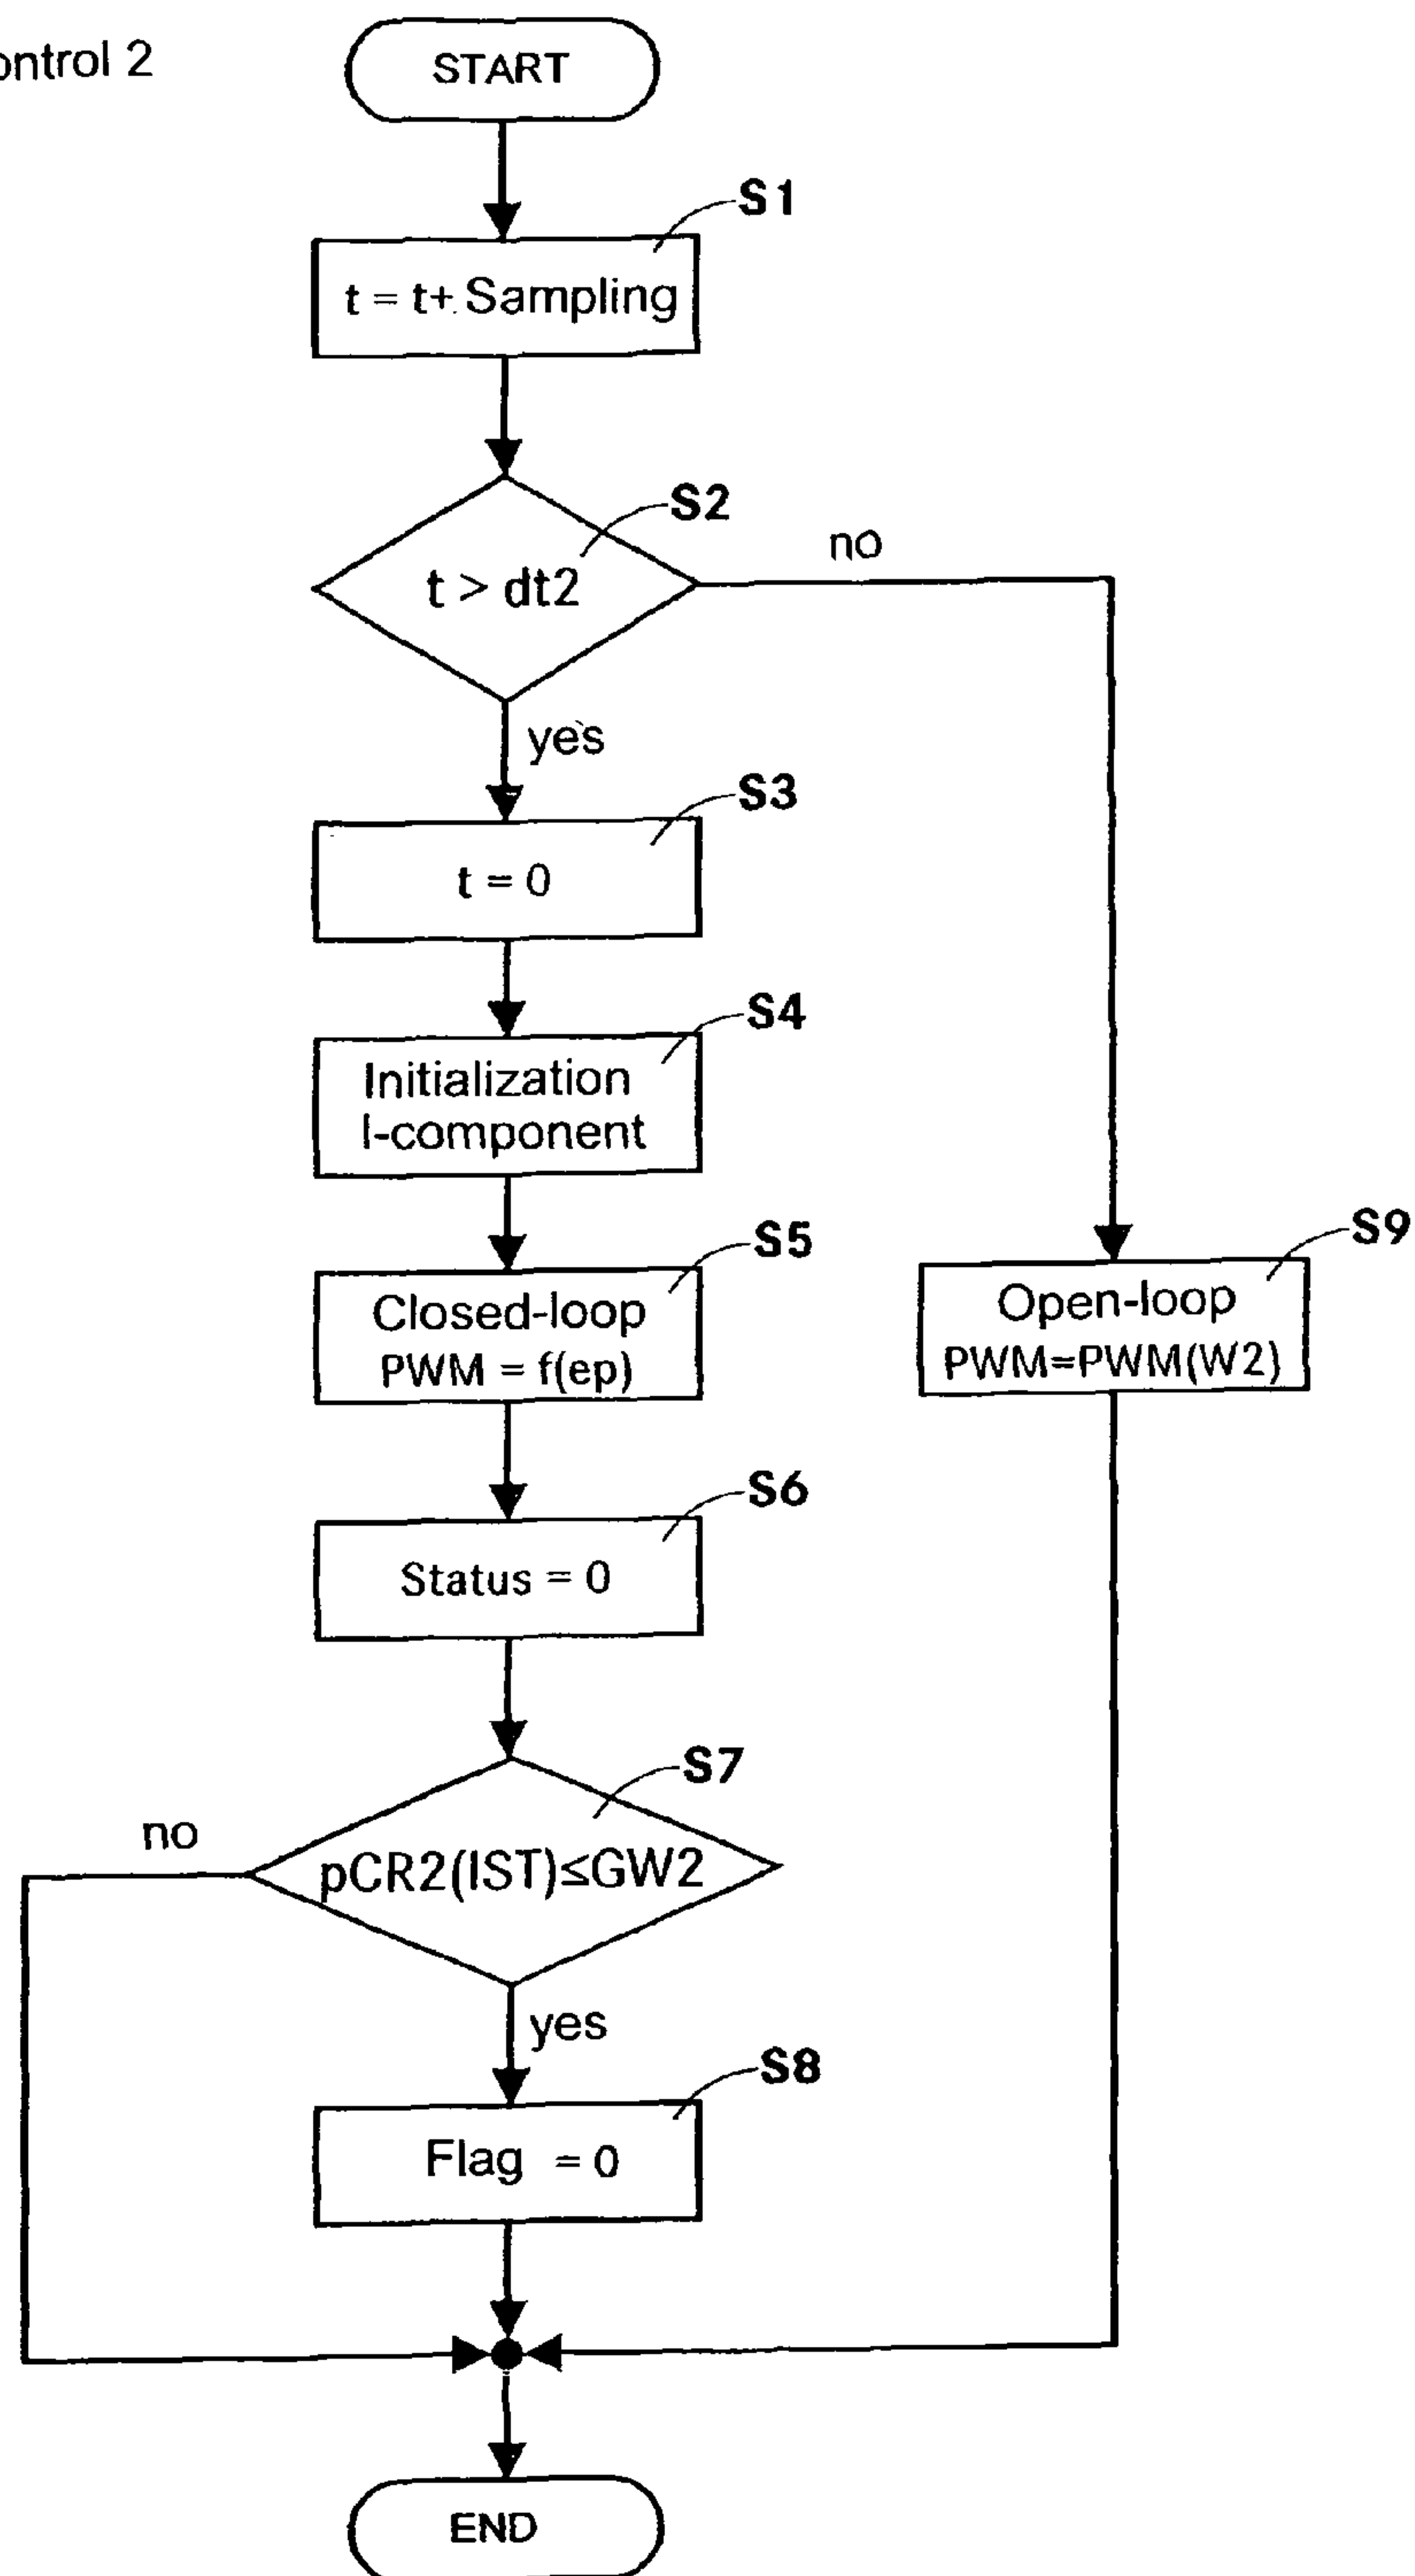 ontrol 2
START
S1
t = t+ Sampling
S2
t > dt2
no
yes
S3
t = 0
S4
Initialization
I-component
S5
Closed-loop
PWM = f(ep)
S9
Open-loop
PWM=PWM(W2)
S6
Status = 0
S7
no
pCR2(IST)≤GW2
yes
S8
Flag = 0
END